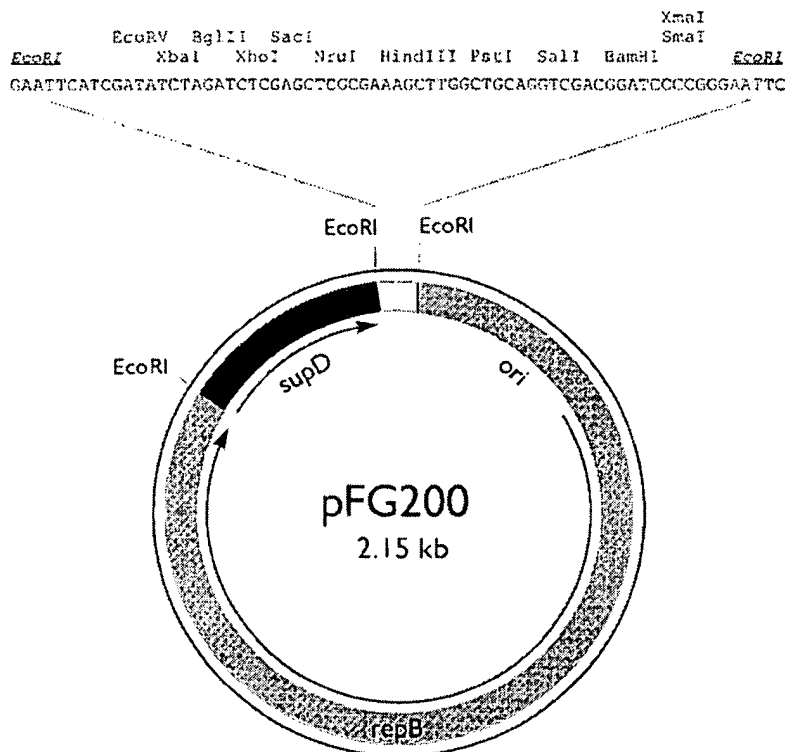 XmaI
EcoRV BglII SacI SmaI
EcoRI XbaI XhoI NruI HindIII PstI SalI BamHI EcoRI
GAATTCATCGATATCTAGATCTCGAGCTCGCGAAAGCTTGGCTGCAGGTCGACGGATCCCCGGGAATTC
EcoRI EcoRI
EcoRI
supD
ori
pFG200
2.15 kb
repB